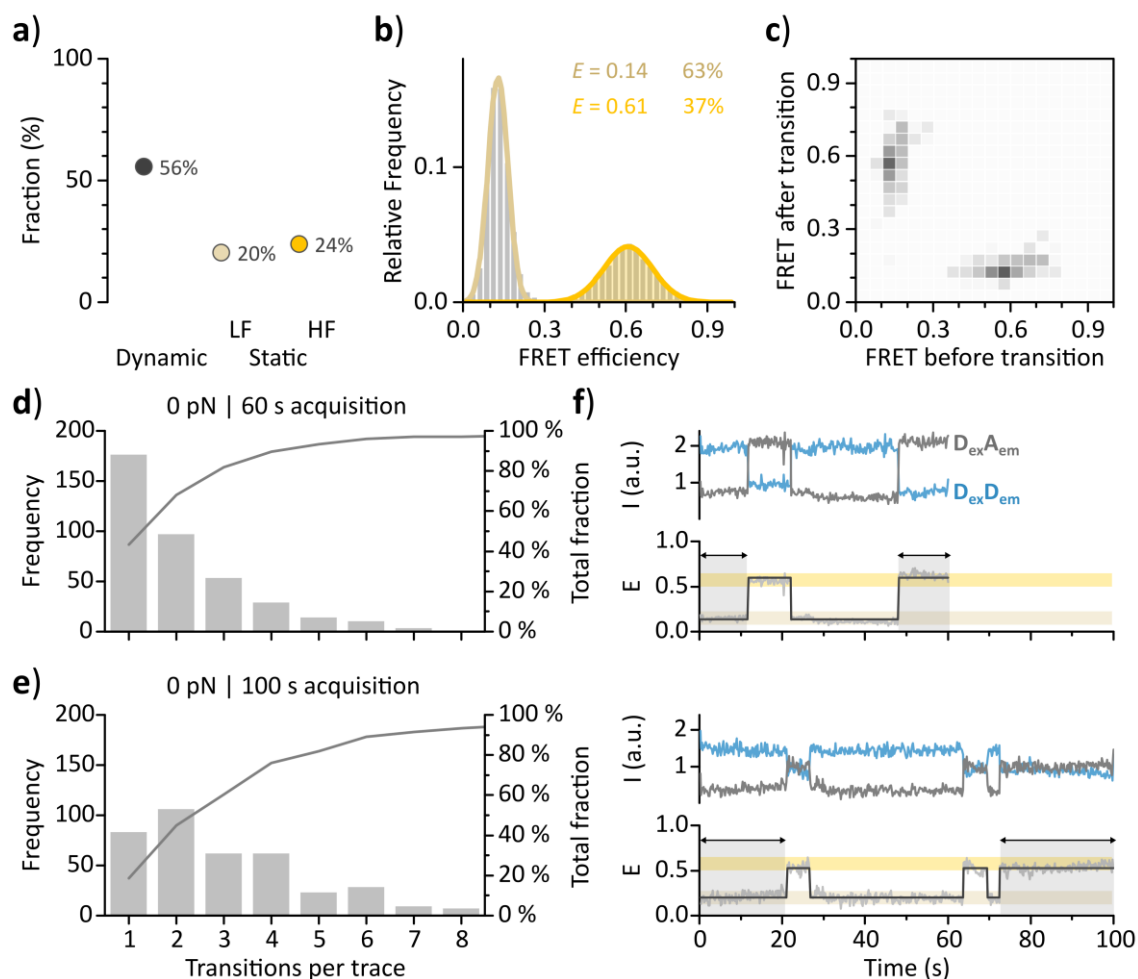 a)
100
50
0
Fraction (%)
56%
20%
24%
LF
HF
Dynamic
Static
b)
E = 0.14 63%
E = 0.61 37%
Relative Frequency
0.1
0.0
0.0 0.3 0.6 0.9
FRET efficiency
c)
FRET after transition
0.9
0.6
0.3
0.0
0.0 0.3 0.6 0.9
FRET before transition
d)
0 pN | 60 s acquisition
Frequency
200
150
100
50
0
100 %
80 %
60 %
40 %
20 %
0 %
Total fraction
e)
0 pN | 100 s acquisition
Frequency
200
150
100
50
0
100 %
80 %
60 %
40 %
20 %
0 %
Total fraction
1 2 3 4 5 6 7 8
Transitions per trace
f)
I (a.u.)
2
1
DexAem
DexDem
E
1.0
0.5
0.0
I (a.u.)
2
1
E
1.0
0.5
0.0
0 20 40 60 80 100
Time (s)